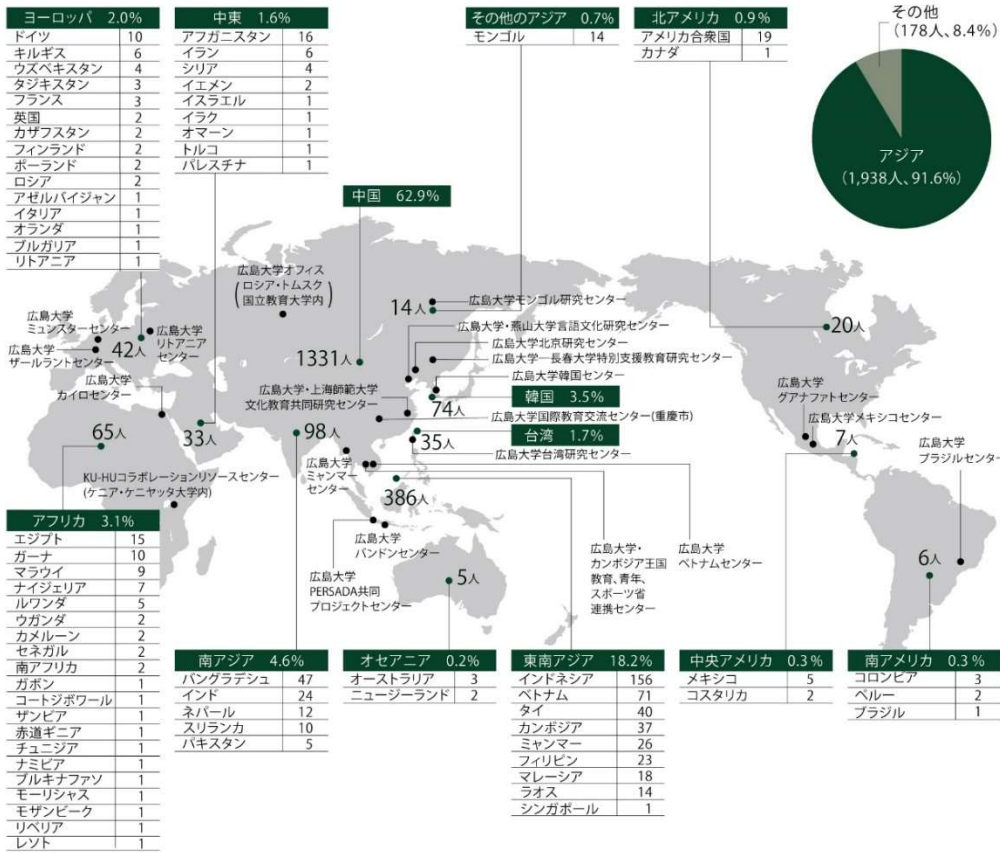 ヨーロッパ 2.0%
ドイツ 10
キルギス 6
ウズベキスタン 4
タジキスタン 3
フランス 3
英国 2
カザフスタン 2
フィンランド 2
ポーランド 2
ロシア 2
アゼルバイジャン 1
イタリア 1
オランダ 1
ブルガリア 1
リトアニア 1
中東 1.6%
アフガニスタン 16
イラン 6
シリア 4
イエメン 2
イスラエル 1
イラク 1
オマーン 1
トルコ 1
パレスチナ 1
その他のアジア 0.7%
モンゴル 14
北アメリカ 0.9%
アメリカ合衆国 19
カナダ 1
その他
(178人、8.4%)
アジア
(1,938人、91.6%)
中国 62.9%
広島大学オフィス
(ロシア・トムスク
国立教育大学内)
14人
広島大学モンゴル研究センター
広島大学・燕山大学言語文化研究センター
広島大学北京研究センター
広島大学―長春大学特別支援教育研究センター
広島大学韓国センター
韓国 3.5%
74人
広島大学国際教育交流センター(重慶市)
台湾 1.7%
35人
広島大学台湾研究センター
広島大学
ミュンスターセンター
広島大学
ザールラントセンター
42人
広島大学
リトアニア
センター
広島大学
カイロセンター
1331人
広島大学・上海師範大学
文化教育共同研究センター
65人
33人
98人
KU-HUコラボレーションリソースセンター
(ケニア・ケニヤッタ大学内)
広島大学
ミャンマー
センター
386人
広島大学
バンドンセンター
広島大学
PERSADA共同
プロジェクトセンター
5人
広島大学・
カンボジア王国
教育、青年、
スポーツ省
連携センター
広島大学
ベトナムセンター
20人
広島大学
グアナファトセンター
広島大学メキシコセンター
7人
広島大学
ブラジルセンター
6人
アフリカ 3.1%
エジプト 15
ガーナ 10
マラウイ 9
ナイジェリア 7
ルワンダ 5
ウガンダ 2
カメルーン 2
セネガル 2
南アフリカ 2
ガボン 1
コートジボワール 1
ザンビア 1
赤道ギニア 1
チュニジア 1
ナミビア 1
ブルキナファソ 1
モーリシャス 1
モザンビーク 1
リベリア 1
レソト 1
南アジア 4.6%
バングラデシュ 47
インド 24
ネパール 12
スリランカ 10
パキスタン 5
オセアニア 0.2%
オーストラリア 3
ニュージーランド 2
東南アジア 18.2%
インドネシア 156
ベトナム 71
タイ 40
カンボジア 37
ミャンマー 26
フィリピン 23
マレーシア 18
ラオス 14
シンガポール 1
中央アメリカ 0.3%
メキシコ 5
コスタリカ 2
南アメリカ 0.3%
コロンビア 3
ペルー 2
ブラジル 1